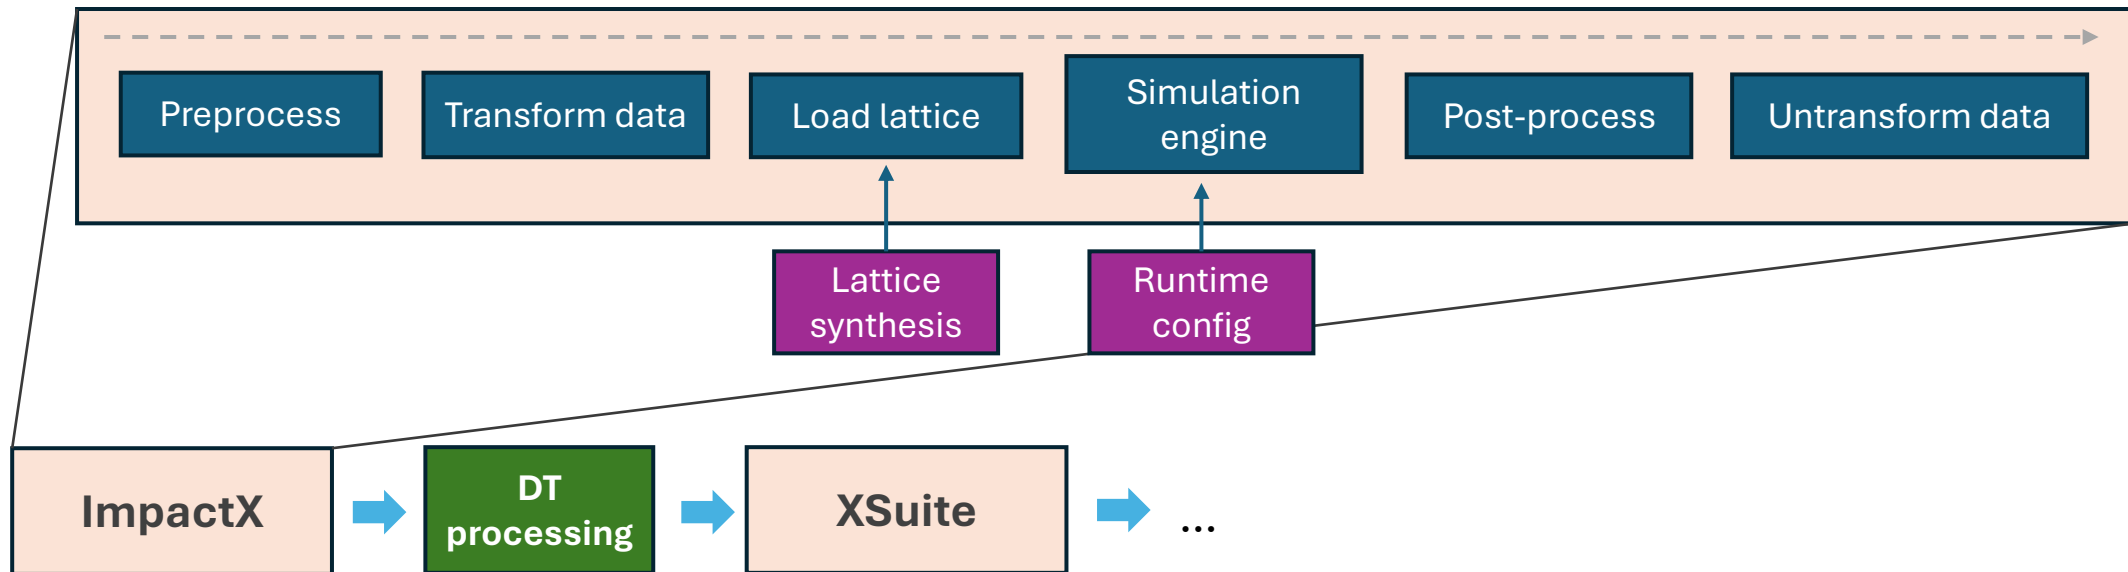 Preprocess
Transform data
Load lattice
Simulation
engine
Post-process
Untransform data
Lattice
synthesis
Runtime
config
ImpactX
DT
processing
XSuite
...